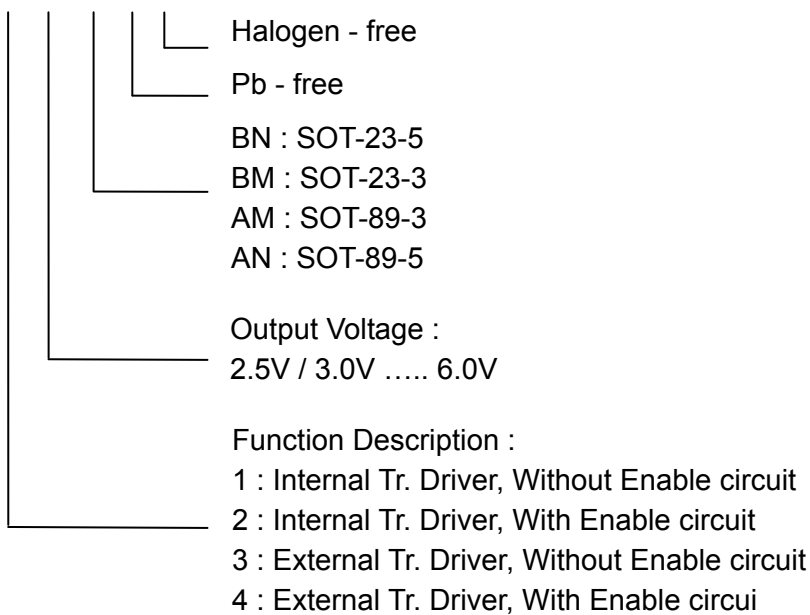 Halogen - free
Pb - free
BN : SOT-23-5
BM : SOT-23-3
AM : SOT-89-3
AN : SOT-89-5
Output Voltage :
2.5V / 3.0V ..... 6.0V
Function Description :
1 : Internal Tr. Driver, Without Enable circuit
2 : Internal Tr. Driver, With Enable circuit
3 : External Tr. Driver, Without Enable circuit
4 : External Tr. Driver, With Enable circui